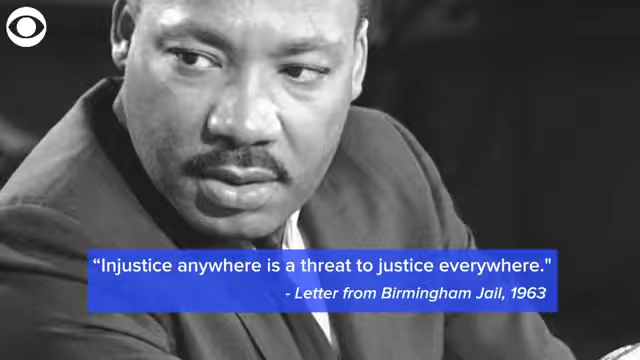 “Injustice anywhere is a threat to justice everywhere."
- Letter from Birmingham Jail, 1963